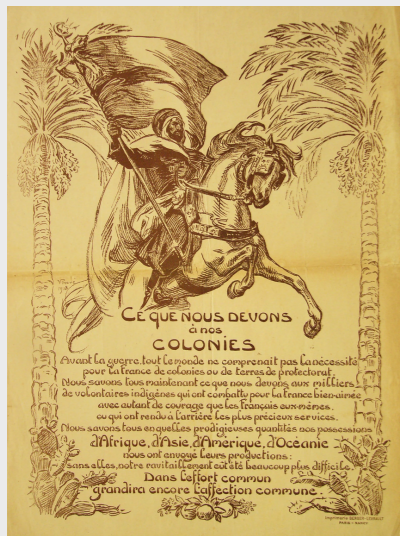 CE QUE NOUS DEVONS
à nos
COLONIES
Avant la guerre, tout le monde ne comprenait pas la nécessité
pour la France de colonies ou de terres de protectorat.
Nous savons tous maintenant ce que nous devons aux milliers
de volontaires indigènes qui ont combattu pour la France bien-aimée
avec autant de courage que les français eux-mêmes,
ou qui ont rendu à l'arrière les plus précieux services.
Nous savons tous en quelles prodigieuses quantités nos possessions
d'Afrique, d'Asie, d'Amérique, d'Océanie
nous ont envoyé leurs productions:
sans elles, notre ravitaillement eût été beaucoup plus difficile.
Dans l'effort commun
grandira encore l'affection commune.
Imprimerie BERGER-LEVRAULT
PARIS - NANCY